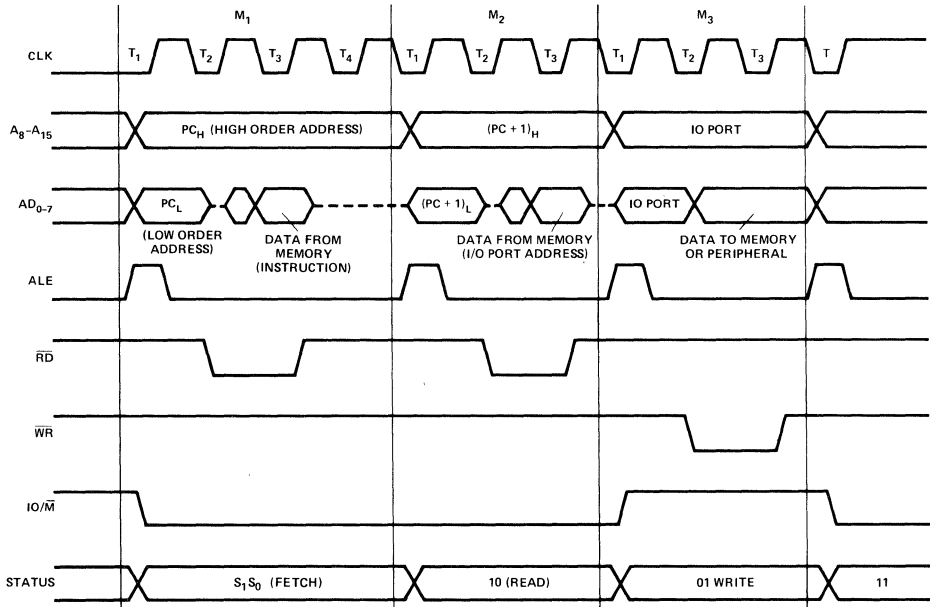 M1 M2 M3
CLK T1 T2 T3 T4 T1 T2 T3 T1 T2 T3 T
A8–A15 PCH (HIGH ORDER ADDRESS) (PC + 1)H IO PORT
AD0–7 PCL (PC + 1)L IO PORT
(LOW ORDER ADDRESS)
DATA FROM MEMORY (INSTRUCTION)
DATA FROM MEMORY (I/O PORT ADDRESS)
DATA TO MEMORY OR PERIPHERAL
ALE
RD
WR
IO/M
STATUS S1S0 (FETCH) 10 (READ) 01 WRITE 11